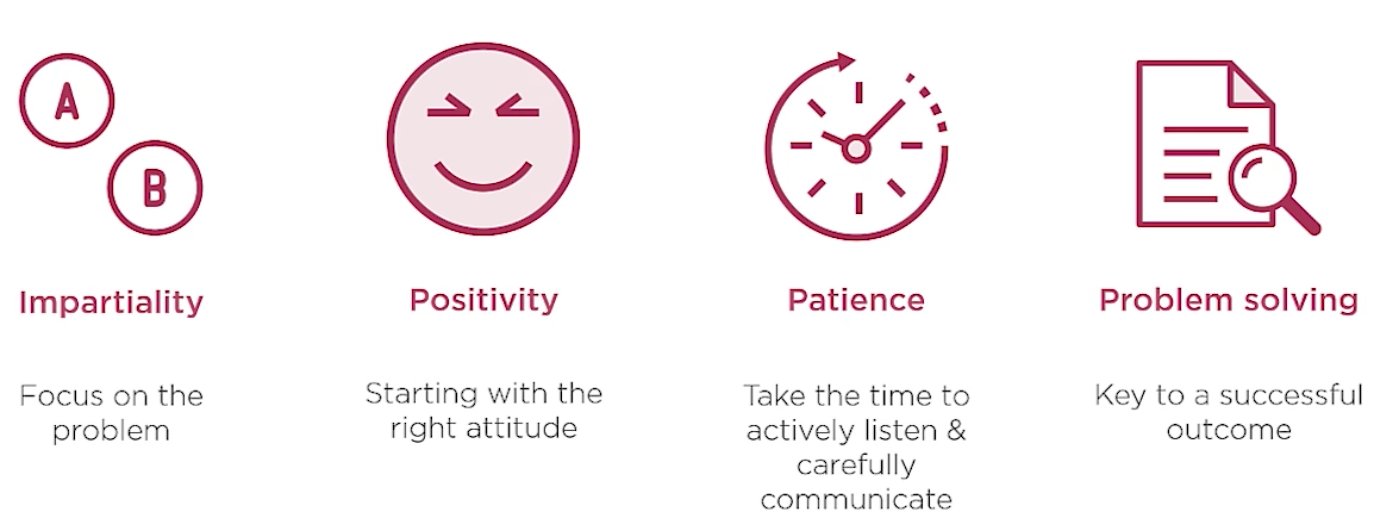 A
B
Impartiality
Focus on the
problem
Positivity
Starting with the
right attitude
Patience
Take the time to
actively listen &
carefully
communicate
Problem solving
Key to a successful
outcome